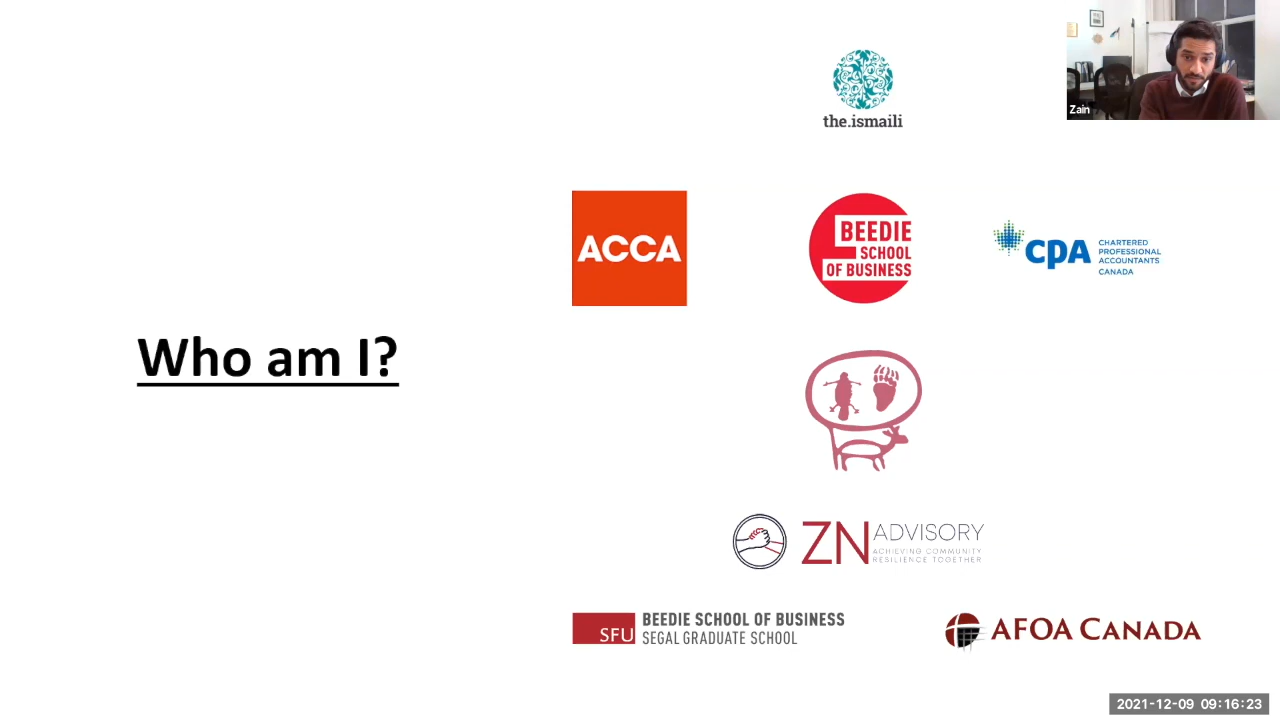 the.ismaili
Zain
ACCA
BEEDIE
SCHOOL
OF BUSINESS
cpa
CHARTERED
PROFESSIONAL
ACCOUNTANTS
CANADA
Who am I?
ZN ADVISORY
ACHIEVING COMMUNITY
RESILIENCE TOGETHER
SFU
BEEDIE SCHOOL OF BUSINESS
SEGAL GRADUATE SCHOOL
AFOA CANADA
2021-12-09 09:16:23